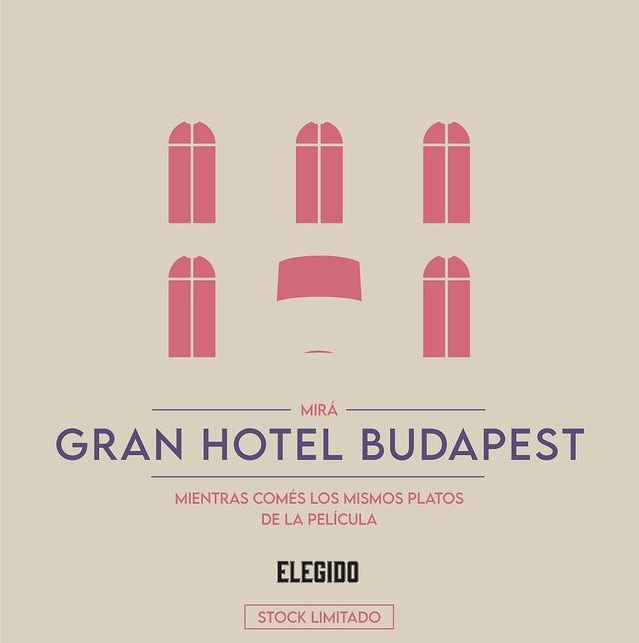 MIRÁ
GRAN HOTEL BUDAPEST
MIENTRAS COMÉS LOS MISMOS PLATOS
DE LA PELÍCULA
ELEGIDO
STOCK LIMITADO